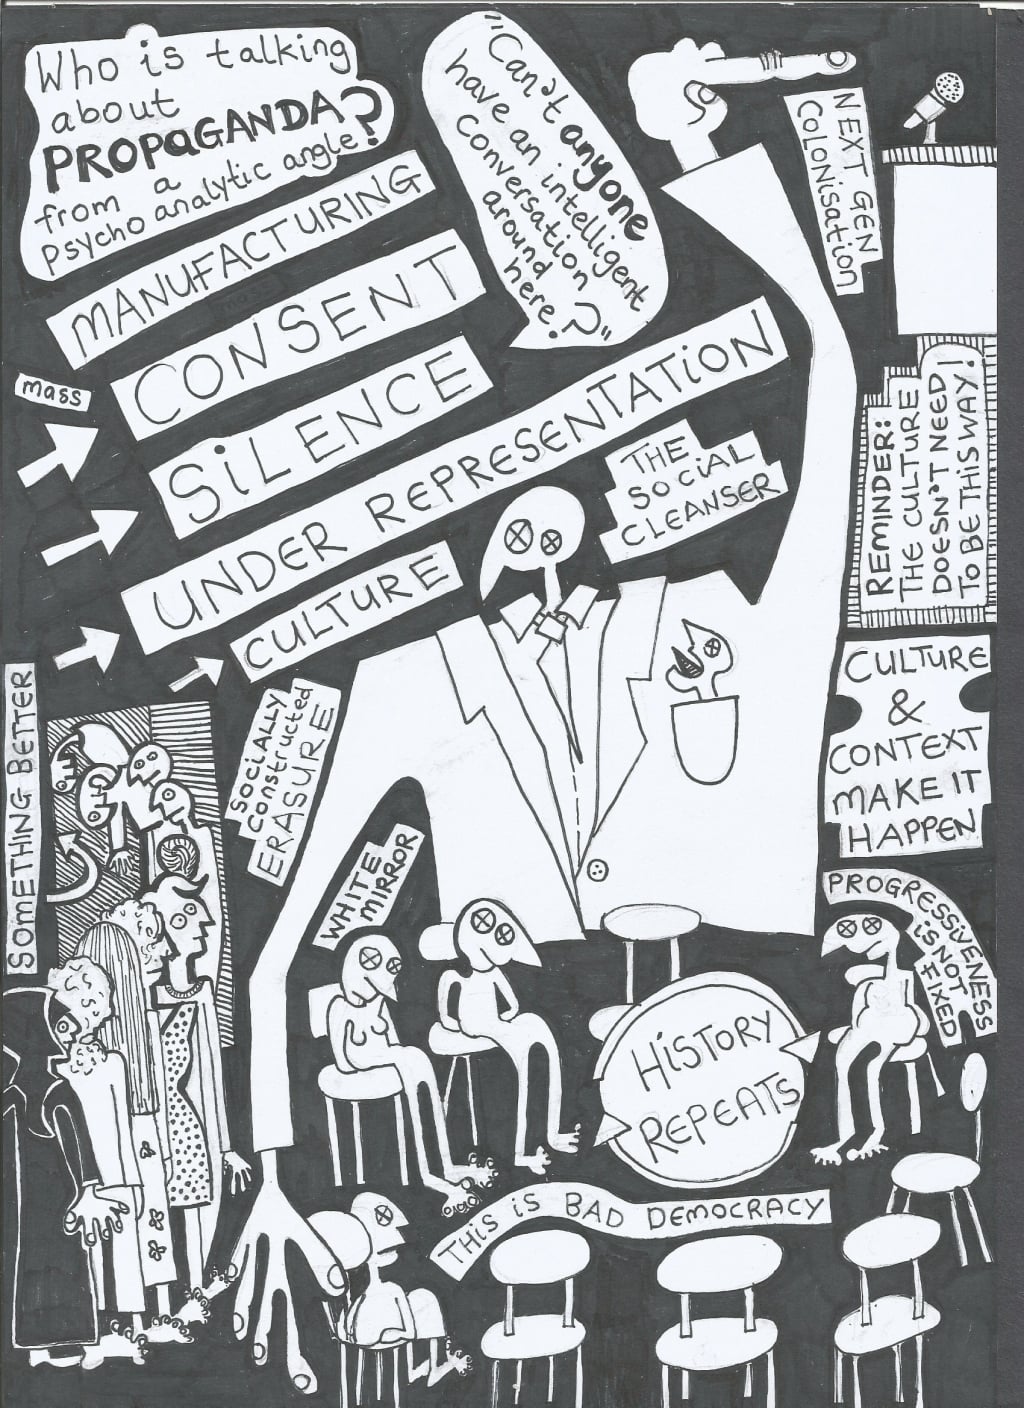 Who is talking
about
PROPAGANDA?
from a
psycho analytic angle?
"Can't anyone
have an intelligent
conversation
around
here?"
NEXT GEN
COLONISATION
MANUFACTURING
mass
CONSENT
SILENCE
UNDER REPRESENTATION
CULTURE
THE
SOCIAL
CLEANSER
REMINDER:
THE CULTURE
DOESN'T NEED
TO BE THIS WAY!
CULTURE
&
CONTEXT
MAKE IT
HAPPEN
SOMETHING BETTER
SOCIALLY
constructed
ERASURE
WHITE
MIRROR
PROGRESSIVENESS
is NOT
FIXED
HISTORY
REPEATS
THIS is BAD DEMOCRACY